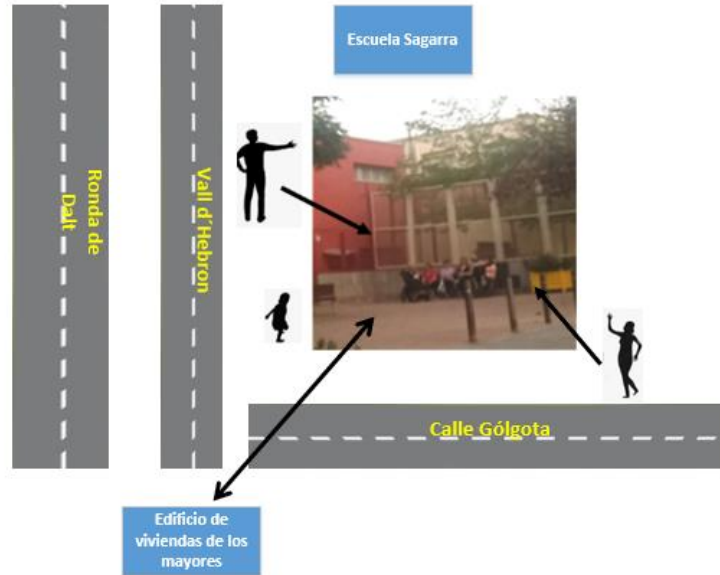 Escuela Sagarra
Ronda de
Dalt
Vall d´Hebron
Calle Gólgota
Edificio de
viviendas de los
mayores